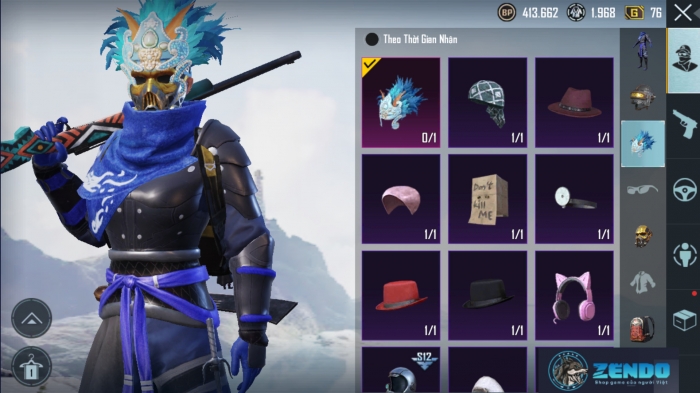 BP 413.662 1.968 G 76
Theo Thời Gian Nhận
0/1 1/1 1/1
Don't
kill
ME
1/1 1/1 1/1
1/1 1/1 1/1
S12
ZENDO
Shop game của người Việt